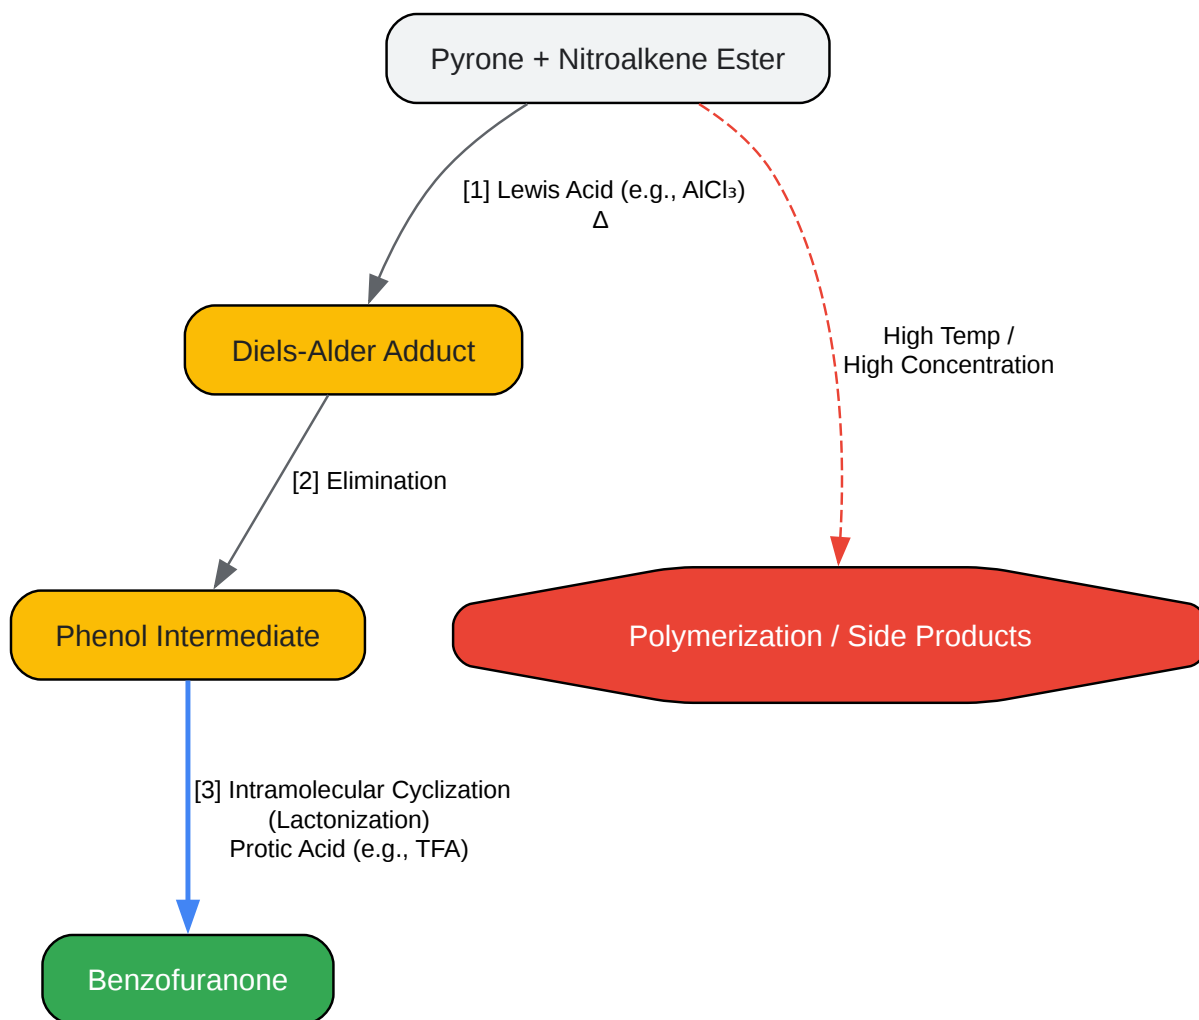 Pyrone + Nitroalkene Ester
[1] Lewis Acid (e.g., AlCl₃)
Δ
High Temp /
High Concentration
Diels-Alder Adduct
[2] Elimination
Phenol Intermediate
Polymerization / Side Products
[3] Intramolecular Cyclization
(Lactonization)
Protic Acid (e.g., TFA)
Benzofuranone